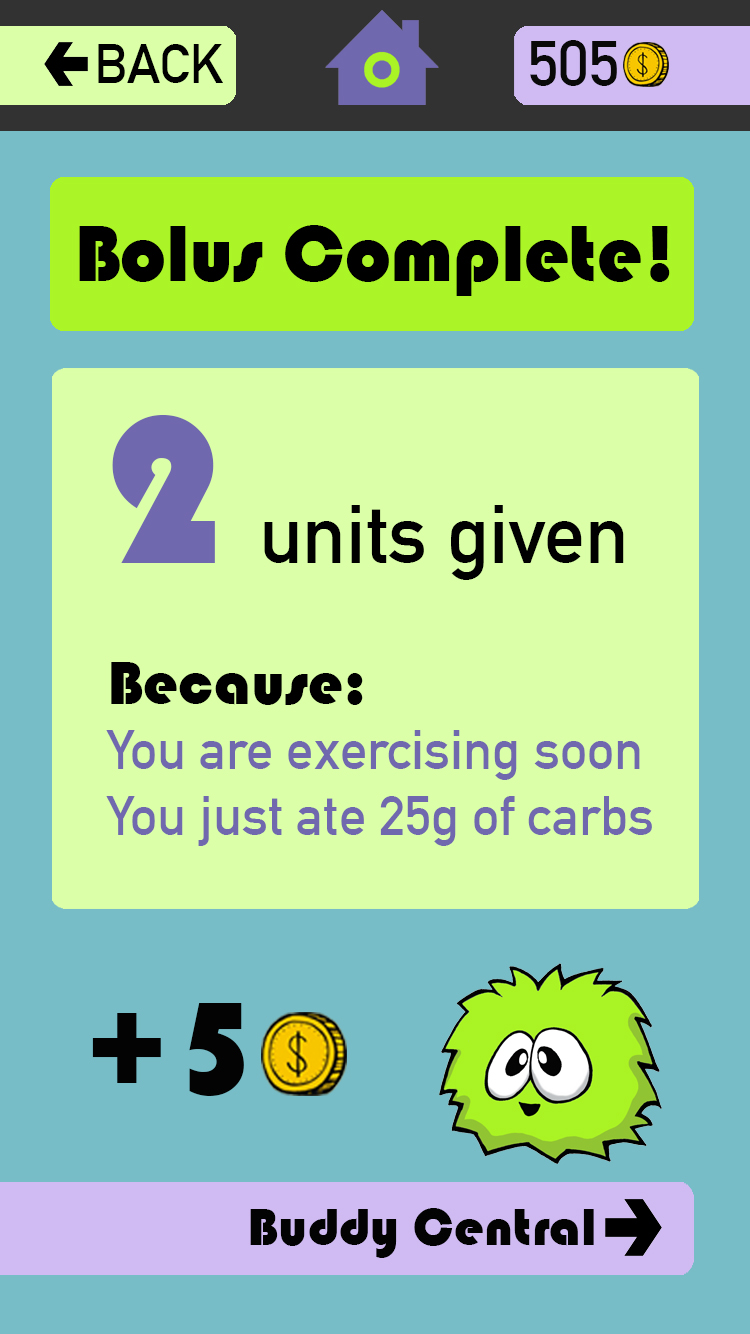 BACK
505
Bolus Complete!
2 units given
Because:
You are exercising soon
You just ate 25g of carbs
+5
Buddy Central